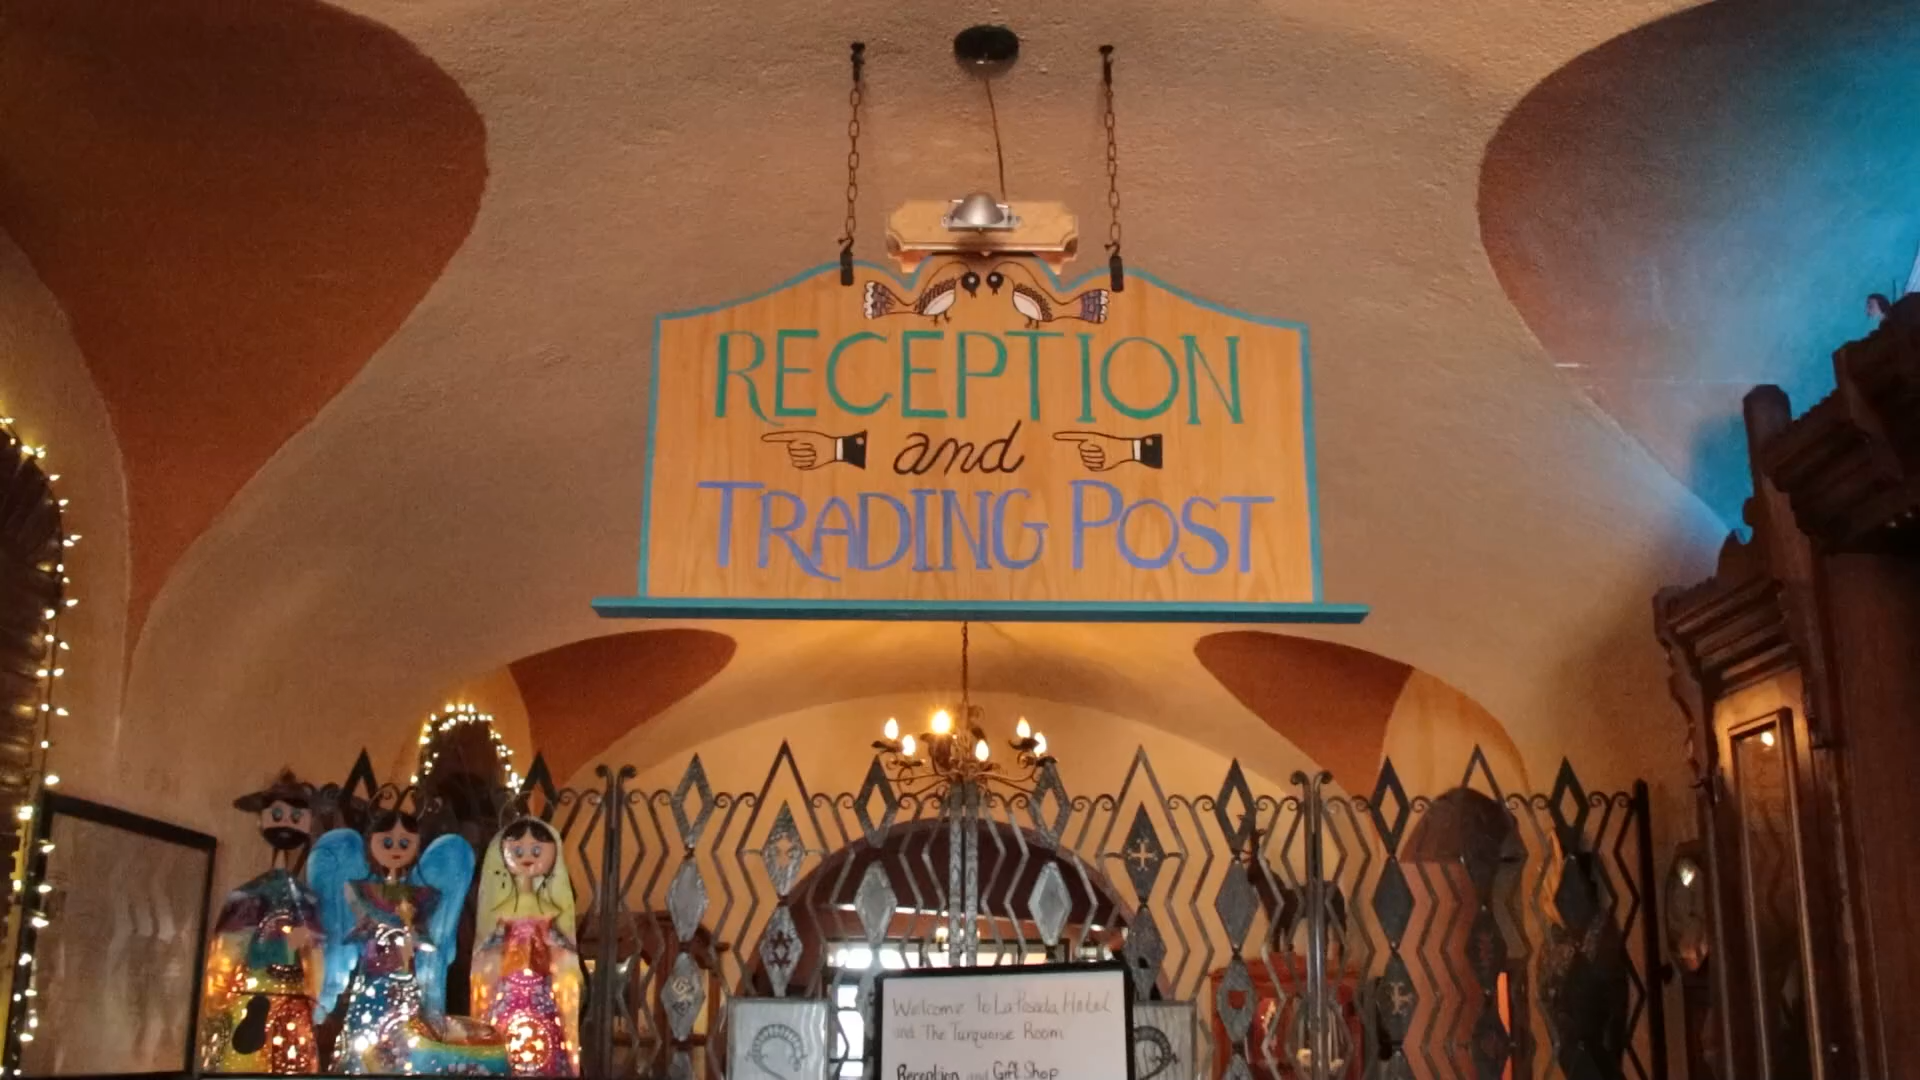 RECEPTION
and
TRADING POST
Welcome To La Posada Hotel
and The Turquoise Room
Reception and Gift Shop